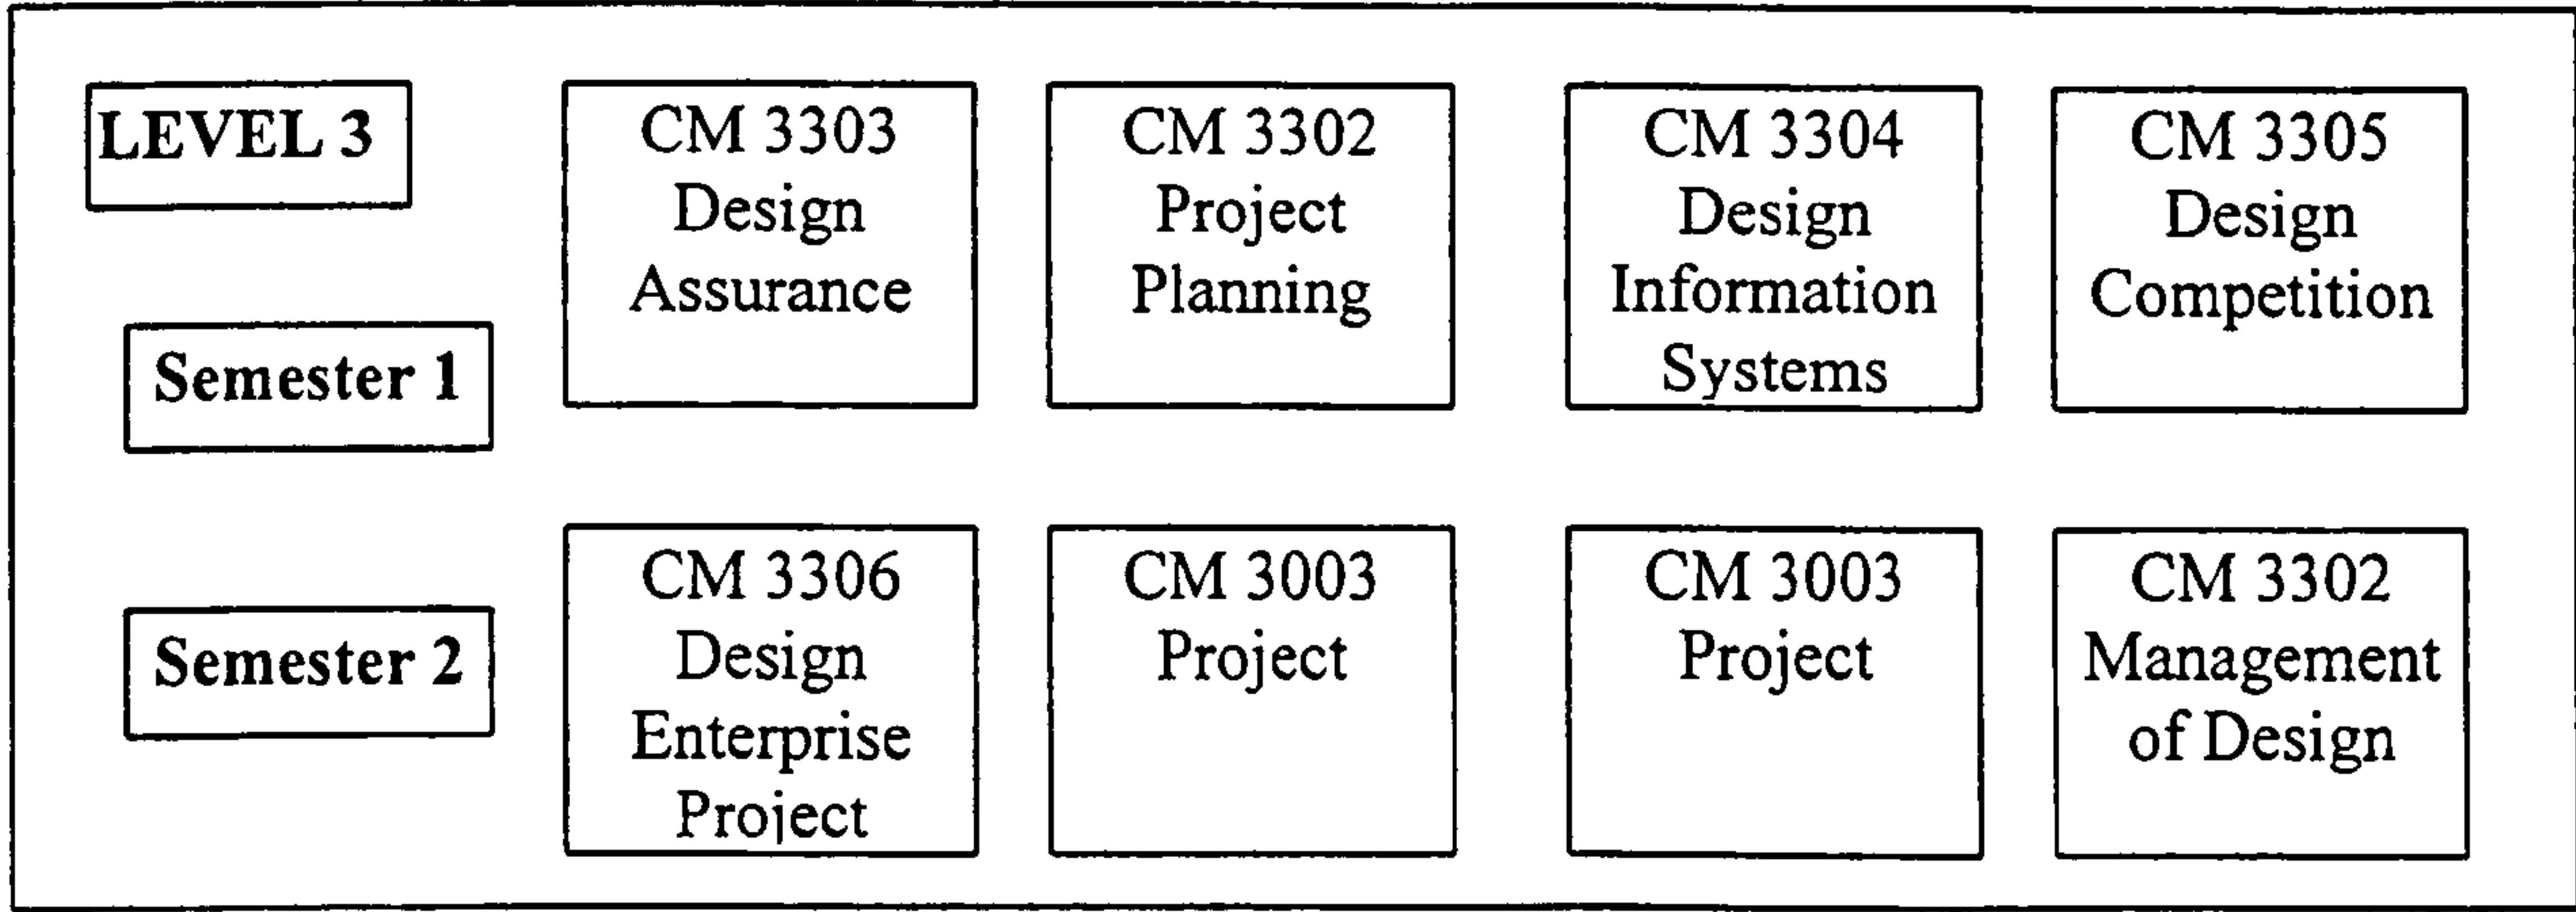 LEVEL 3
CM 3303
Design
Assurance
CM 3302
Project
Planning
CM 3304
Design
Information
Systems
CM 3305
Design
Competition
Semester 1
Semester 2
CM 3306
Design
Enterprise
Project
CM 3003
Project
CM 3003
Project
CM 3302
Management
of Design